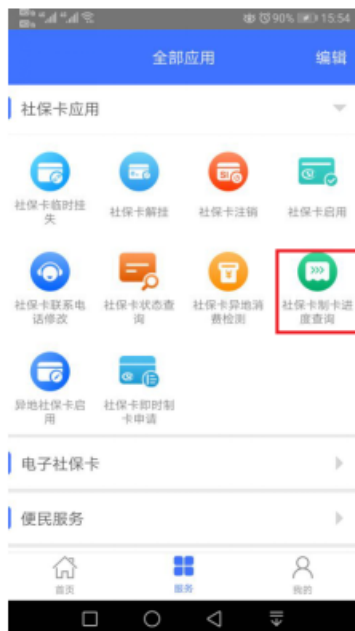 90% 15:54
全部应用
编辑
社保卡应用
社保卡临时挂
失
社保卡解挂
社保卡注销
社保卡启用
社保卡联系电
话修改
社保卡状态查
询
社保卡异地消
费检测
社保卡制卡进
度查询
异地社保卡启
用
社保卡即时制
卡申请
电子社保卡
便民服务
首页
服务
我的